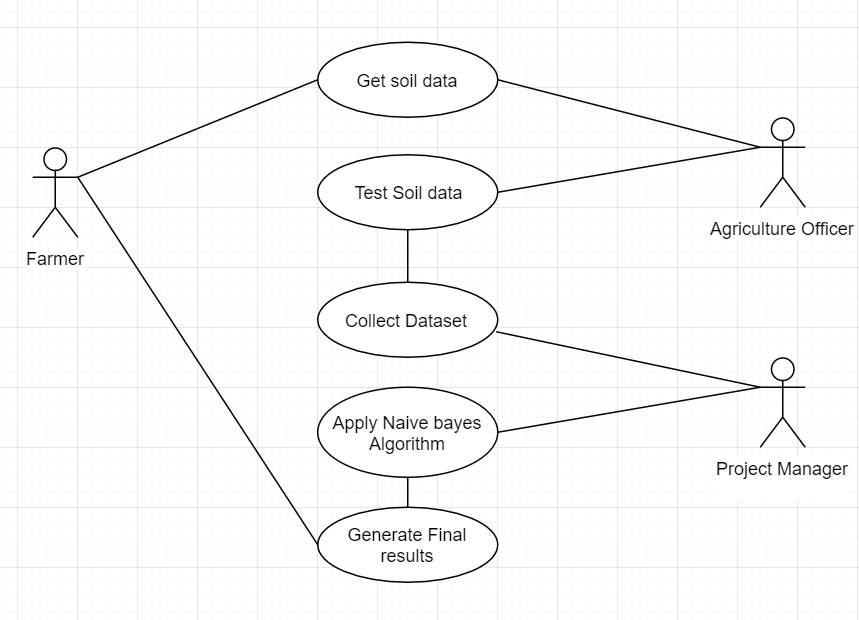 Get soil data
Test Soil data
Agriculture Officer
Farmer
Collect Dataset
Apply Naive bayes
Algorithm
Project Manager
Generate Final
results